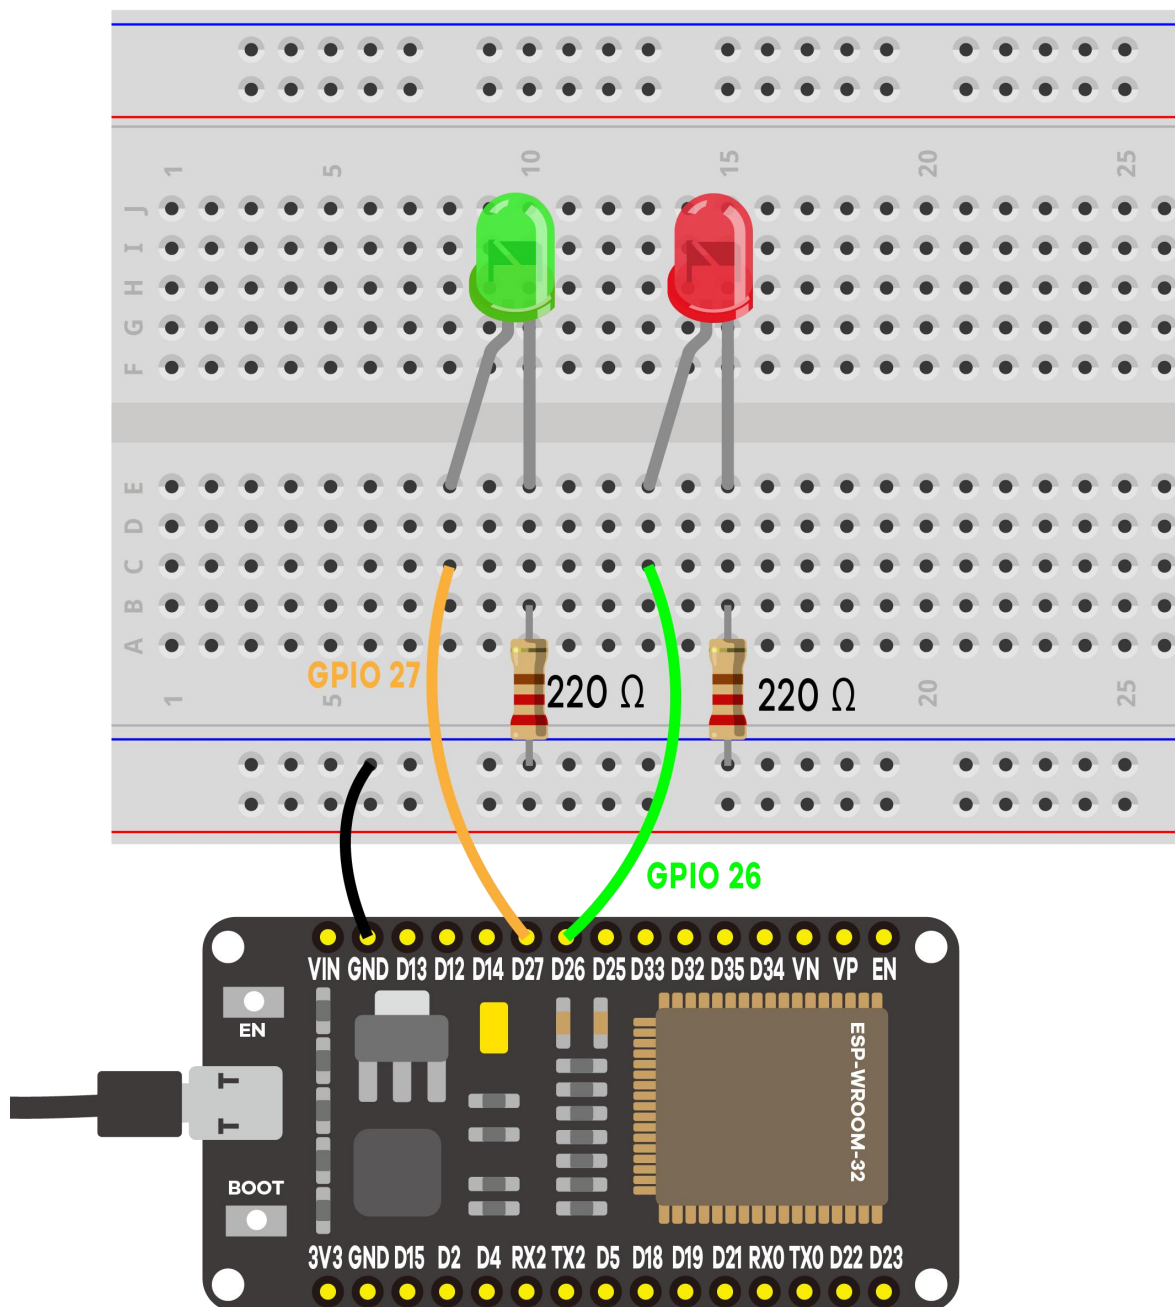 1 5 10 15 20 25
J
I
H
G
F
E
D
C
B
A
GPIO 27
220 Ω
220 Ω
1 5 20 25
GPIO 26
VIN GND D13 D12 D14 D27 D26 D25 D33 D32 D35 D34 VN VP EN
EN
ESP-WROOM-32
T
T
BOOT
3V3 GND D15 D2 D4 RX2 TX2 D5 D18 D19 D21 RX0 TX0 D22 D23